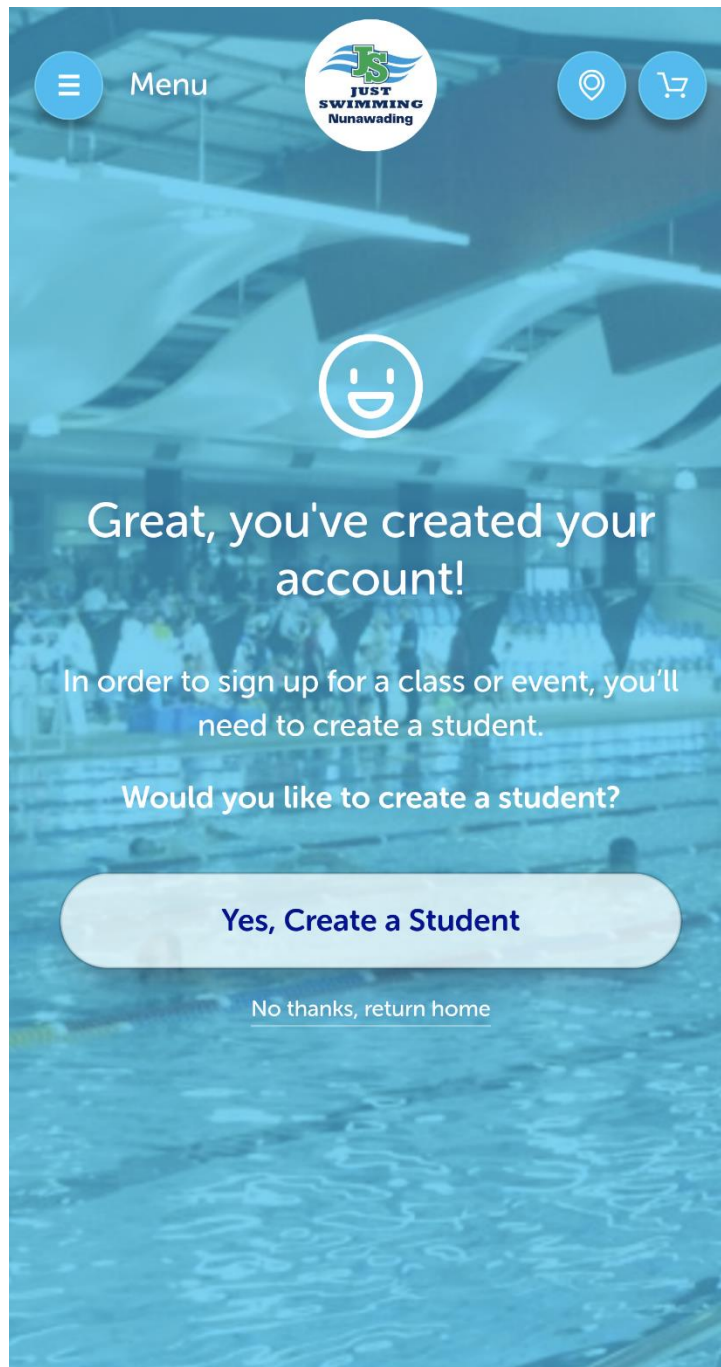 Menu
JS
JUST
SWIMMING
Nunawading
Great, you've created your
account!
In order to sign up for a class or event, you’ll
need to create a student.
Would you like to create a student?
Yes, Create a Student
No thanks, return home